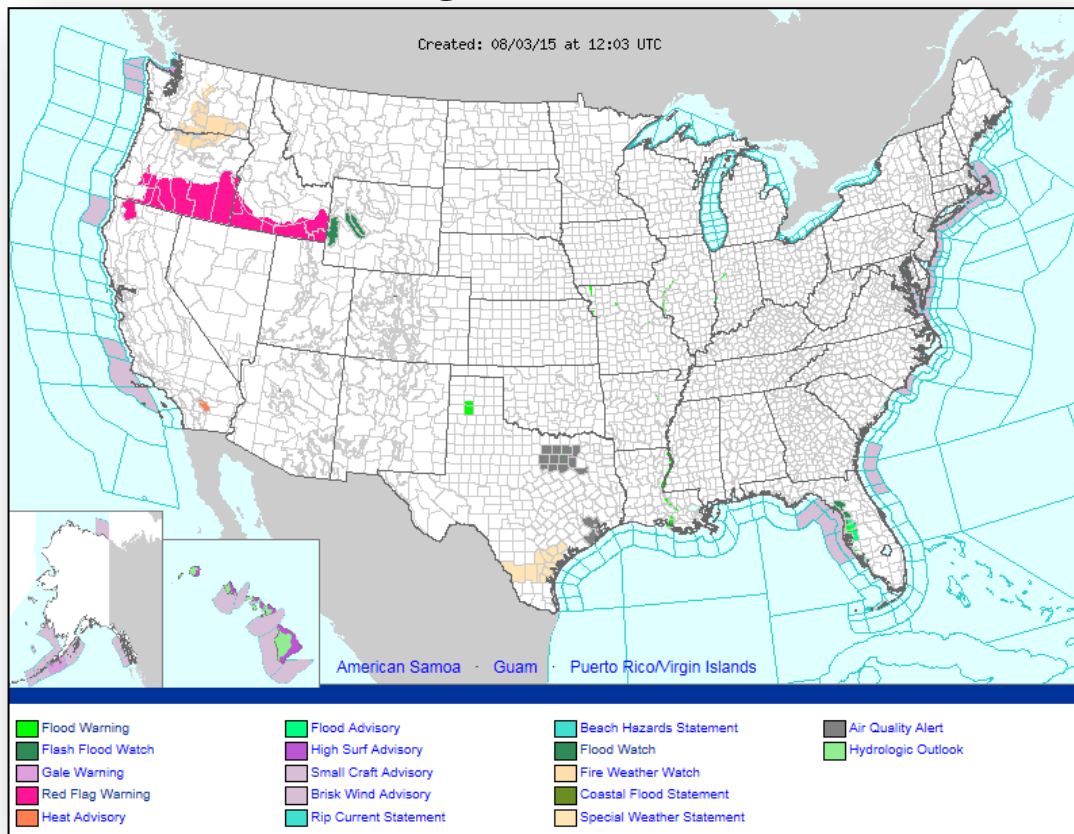 Created: 08/03/15 at 12:03 UTC
American Samoa · Guam · Puerto Rico/Virgin Islands
Flood Warning
Flash Flood Watch
Gale Warning
Red Flag Warning
Heat Advisory
Flood Advisory
High Surf Advisory
Small Craft Advisory
Brisk Wind Advisory
Rip Current Statement
Beach Hazards Statement
Flood Watch
Fire Weather Watch
Coastal Flood Statement
Special Weather Statement
Air Quality Alert
Hydrologic Outlook